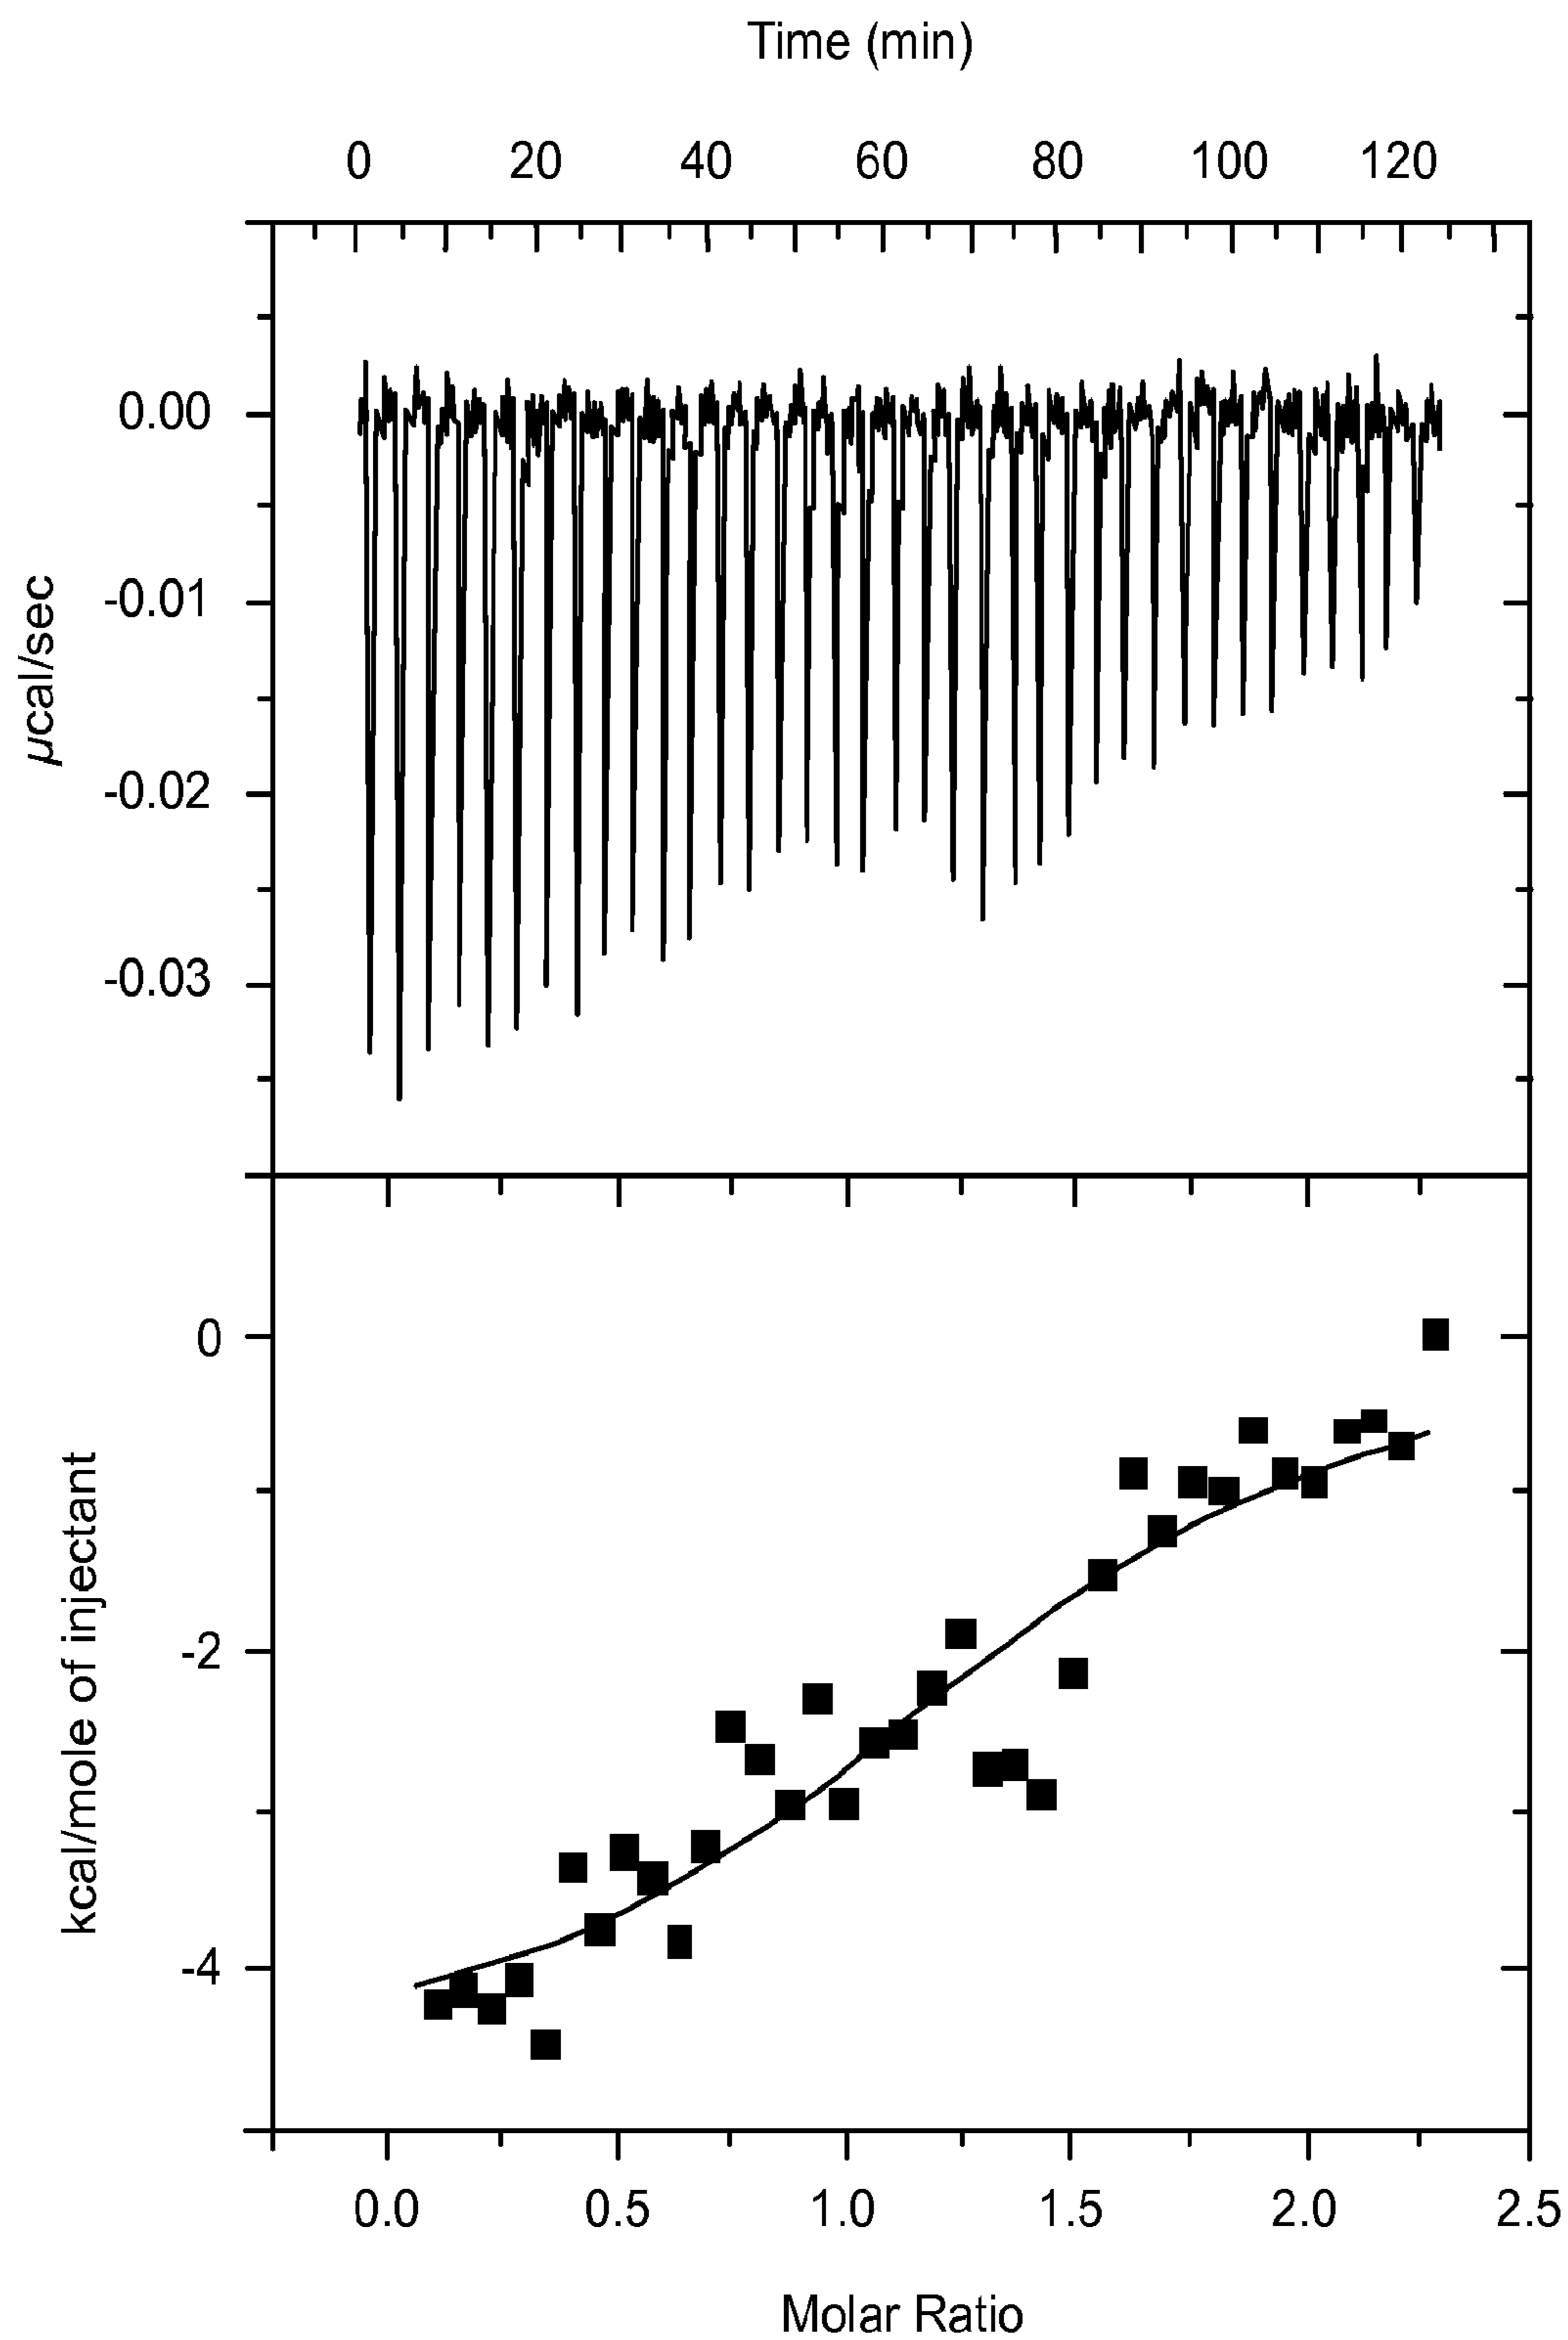 Time (min)
0 20 40 60 80 100 120
0.00
-0.01
-0.02
-0.03
µcal/sec
0
-2
-4
kcal/mole of injectant
0.0 0.5 1.0 1.5 2.0 2.5
Molar Ratio